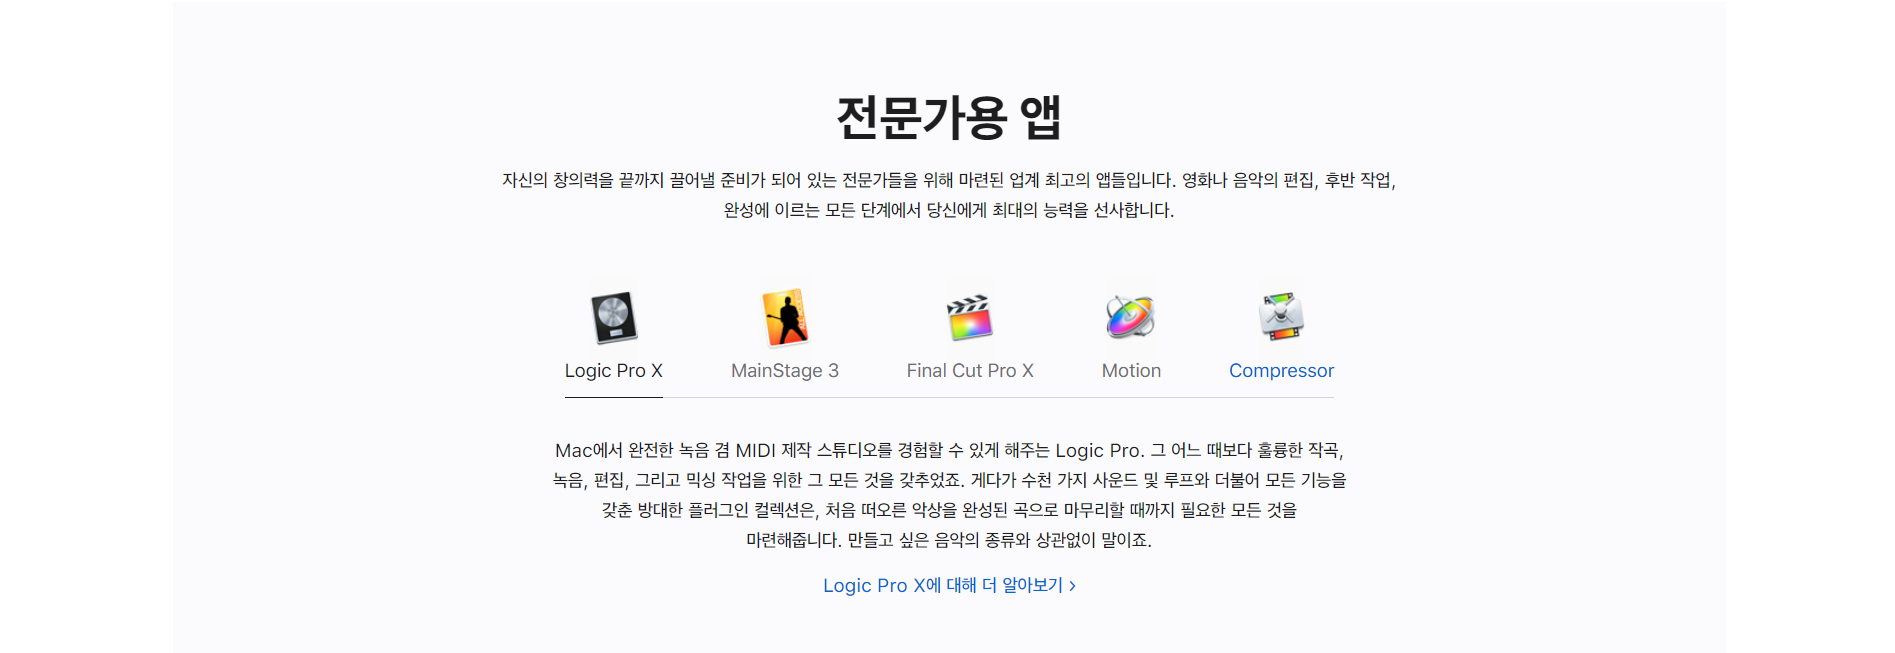 전문가용 앱
자신의 창의력을 끝까지 끌어낼 준비가 되어 있는 전문가들을 위해 마련된 업계 최고의 앱들입니다. 영화나 음악의 편집, 후반 작업,
완성에 이르는 모든 단계에서 당신에게 최대의 능력을 선사합니다.
Logic Pro X MainStage 3 Final Cut Pro X Motion Compressor
Mac에서 완전한 녹음 겸 MIDI 제작 스튜디오를 경험할 수 있게 해주는 Logic Pro. 그 어느 때보다 훌륭한 작곡,
녹음, 편집, 그리고 믹싱 작업을 위한 그 모든 것을 갖추었죠. 게다가 수천 가지 사운드 및 루프와 더불어 모든 기능을
갖춘 방대한 플러그인 컬렉션은, 처음 떠오른 악상을 완성된 곡으로 마무리할 때까지 필요한 모든 것을
마련해줍니다. 만들고 싶은 음악의 종류와 상관없이 말이죠.
Logic Pro X에 대해 더 알아보기 >